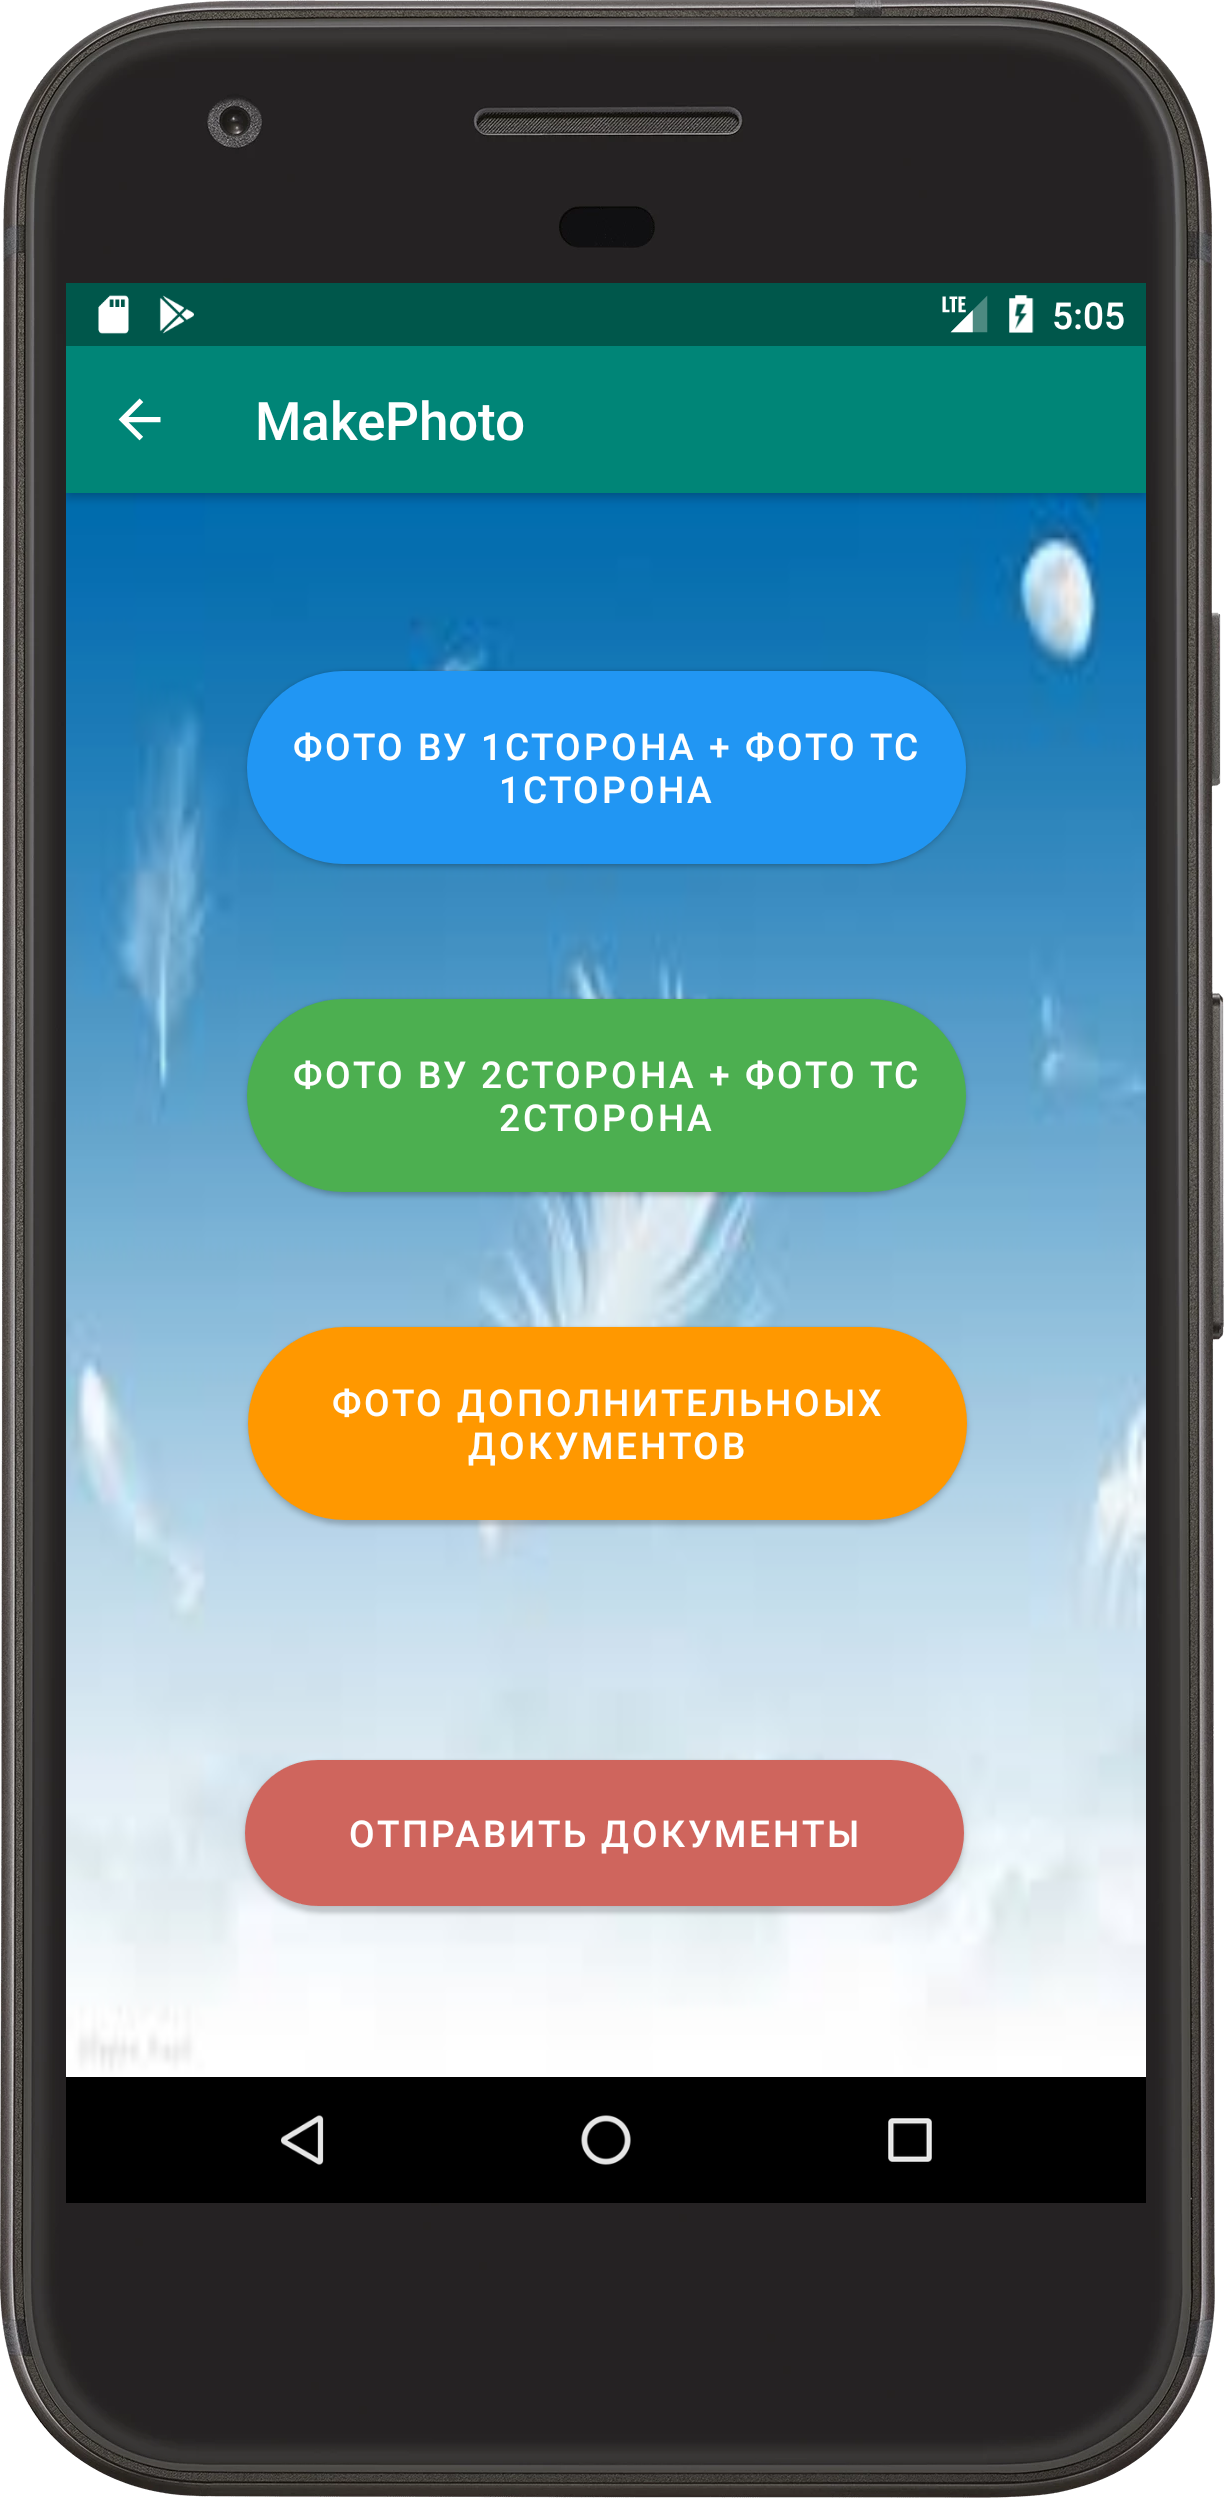 LTE 5:05
MakePhoto
ФОТО ВУ 1СТОРОНА + ФОТО ТС
1СТОРОНА
ФОТО ВУ 2СТОРОНА + ФОТО ТС
2СТОРОНА
ФОТО ДОПОЛНИТЕЛЬНОЫХ
ДОКУМЕНТОВ
ОТПРАВИТЬ ДОКУМЕНТЫ